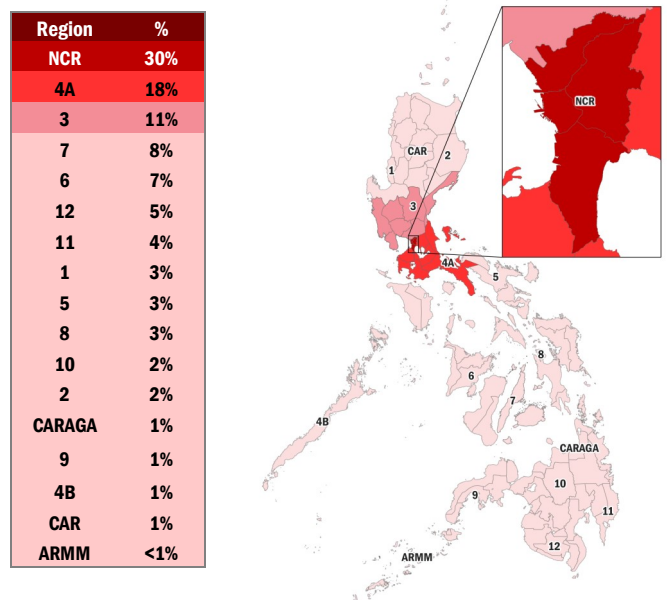 Region %
NCR 30%
4A 18%
3 11%
7 8%
6 7%
12 5%
11 4%
1 3%
5 3%
8 3%
10 2%
2 2%
CARAGA 1%
9 1%
4B 1%
CAR 1%
ARMM <1%
NCR
CAR
2
1
3
4A
5
8
6
7
4B
CARAGA
10
9
11
12
ARMM